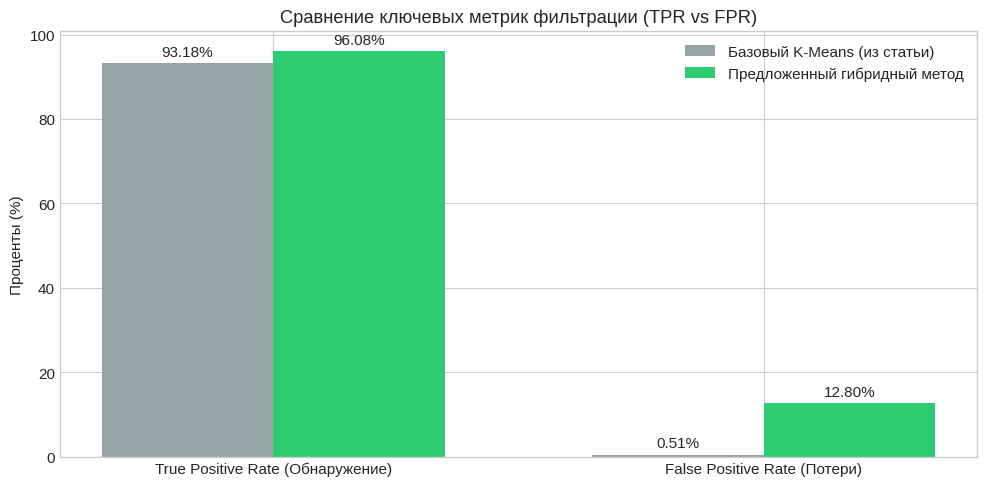 Сравнение ключевых метрик фильтрации (TPR vs FPR)
Базовый K-Means (из статьи)
Предложенный гибридный метод
Проценты (%)
100
80
60
40
20
0
93.18%
96.08%
0.51%
12.80%
True Positive Rate (Обнаружение)
False Positive Rate (Потери)